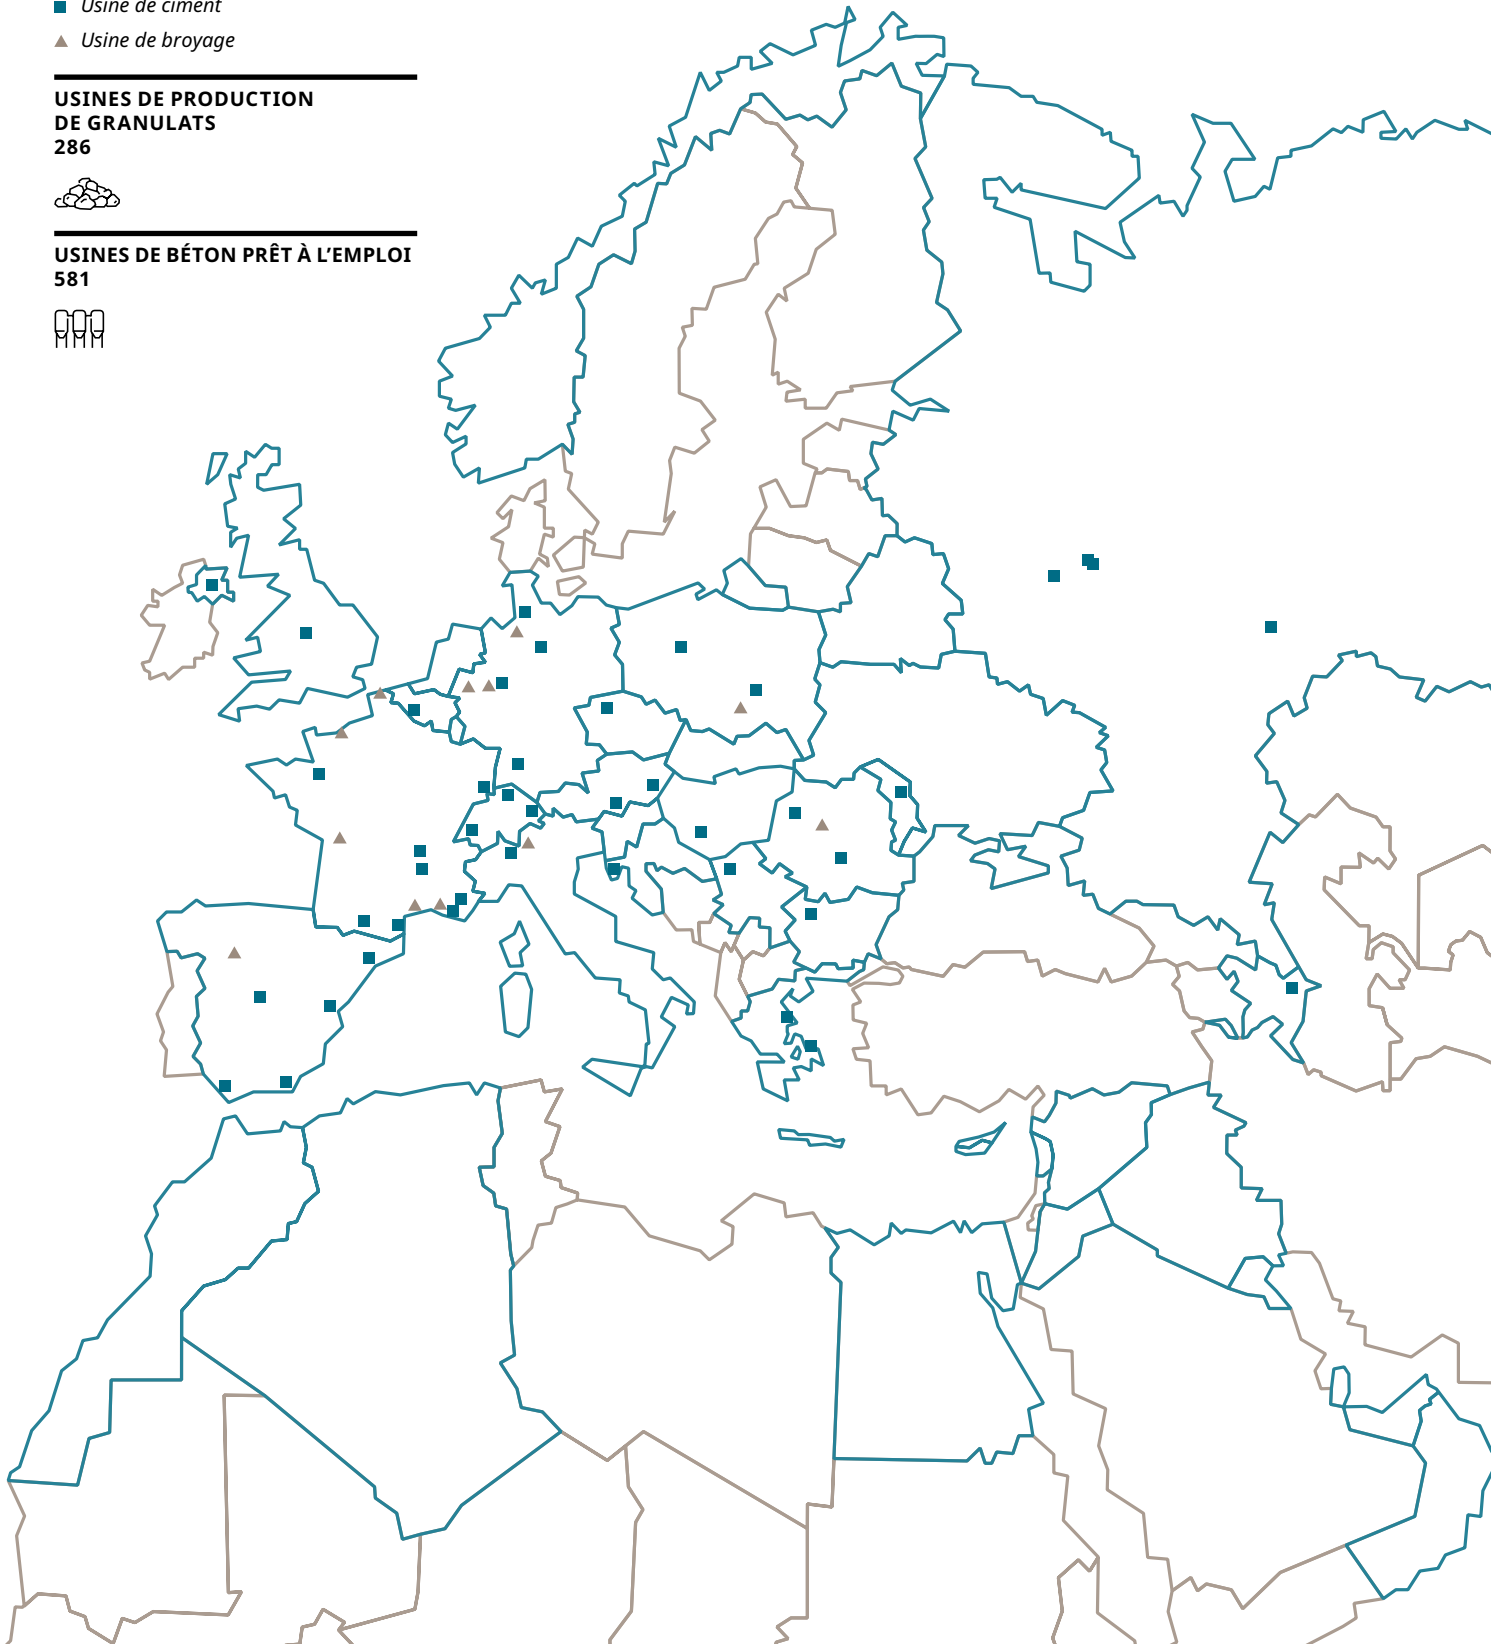 Usine de ciment
Usine de broyage
USINES DE PRODUCTION
DE GRANULATS
286
USINES DE BÉTON PRÊT À L’EMPLOI
581